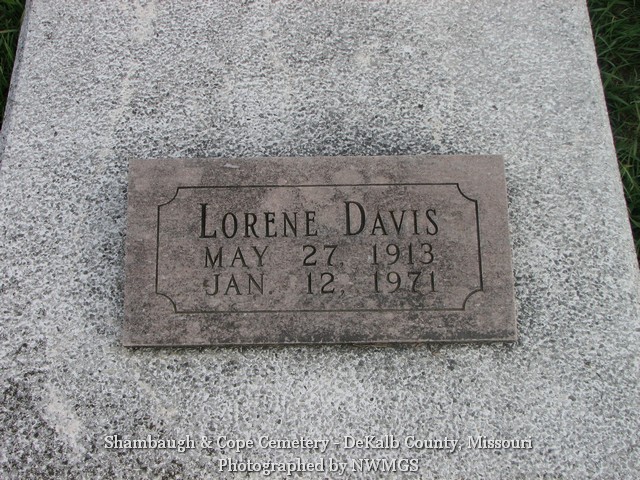 LORENE DAVIS
MAY 27, 1913
JAN. 12, 1971
Shambaugh & Cope Cemetery - DeKalb County, Missouri
Photographed by NWMGS